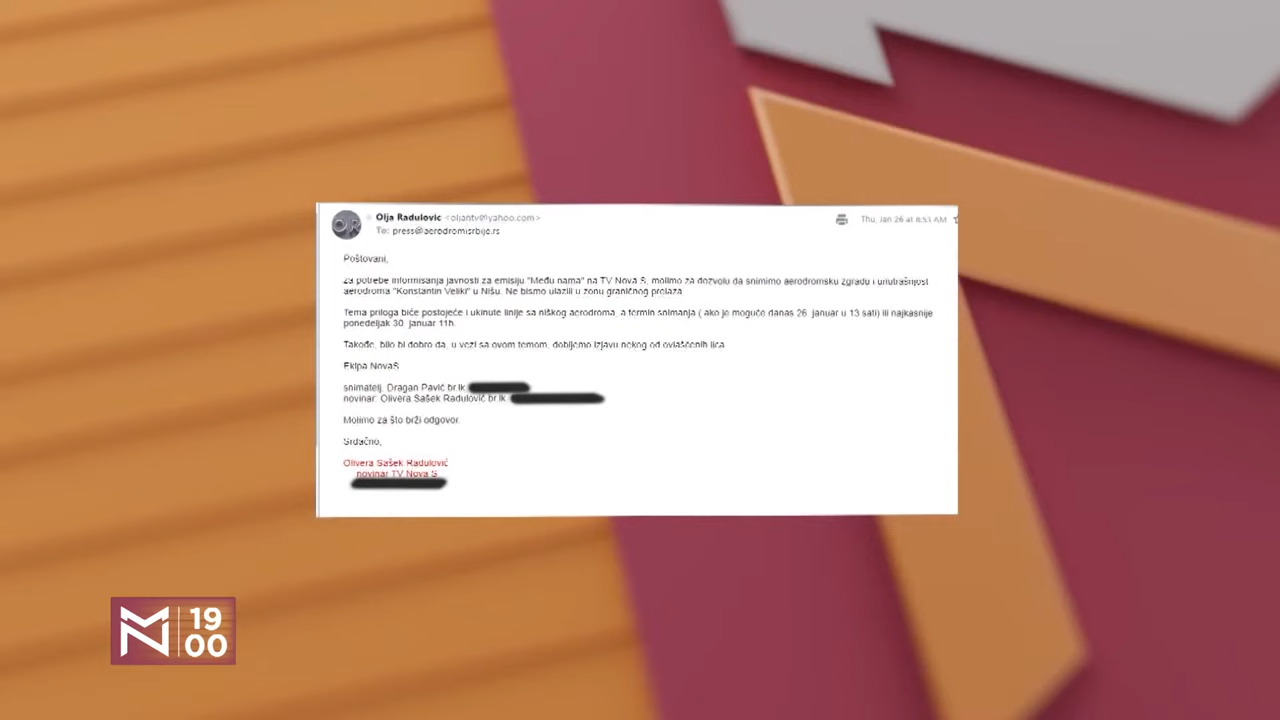 Olja Radulovic <oljantv@yahoo.com>
Thu, Jan 26 at 8:53 AM
To: press@aerodromisrbije.rs
Poštovani,
za potrebe informisanja javnosti za emisiju "Među nama" na TV Nova S, molimo za dozvolu da snimimo aerodromsku zgradu i unutrašnjost
aerodroma "Konstantin Veliki" u Nišu. Ne bismo ulazili u zonu graničnog prelaza.
Tema priloga biće postojeće i ukinute linije sa niškog aerodroma, a termin snimanja ( ako je moguće danas 26. januar u 13 sati) ili najkasnije
ponedeljak 30. januar 11h.
Takođe, bilo bi dobro da, u vezi sa ovom temom, dobijemo izjavu nekog od ovlašćenih lica.
Ekipa NovaS
snimatelj: Dragan Pavić br.lk
novinar: Olivera Sašek Radulović br.lk
Molimo za što brži odgovor.
Srdačno,
Olivera Sašek Radulović
novinar TV Nova S
19
00